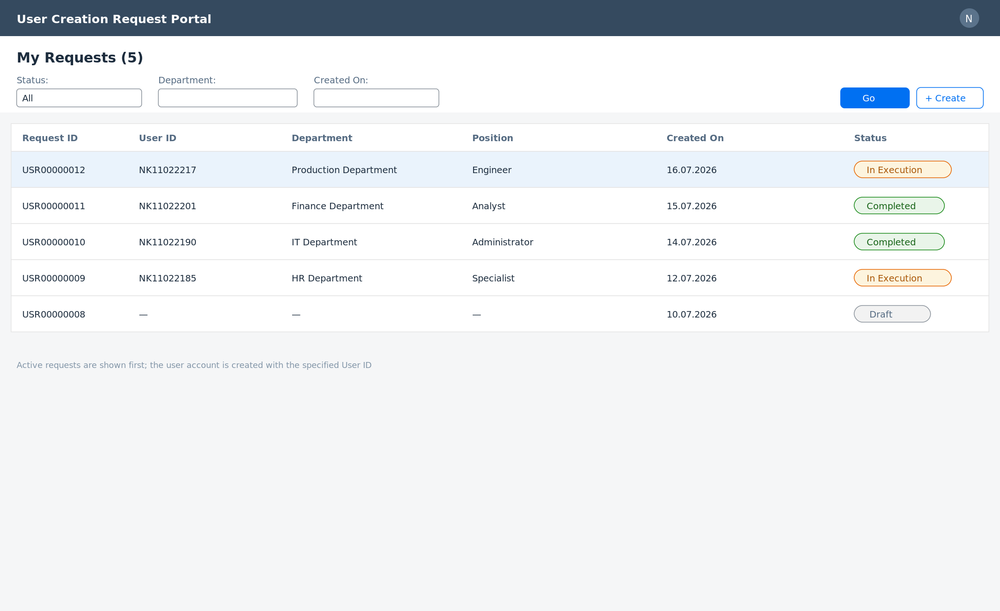 User Creation Request Portal
N
My Requests (5)
Status:
Department:
Created On:
All
Go
+ Create
Request ID User ID Department Position Created On Status
USR00000012 NK11022217 Production Department Engineer 16.07.2026 In Execution
USR00000011 NK11022201 Finance Department Analyst 15.07.2026 Completed
USR00000010 NK11022190 IT Department Administrator 14.07.2026 Completed
USR00000009 NK11022185 HR Department Specialist 12.07.2026 In Execution
USR00000008 — — — 10.07.2026 Draft
Active requests are shown first; the user account is created with the specified User ID